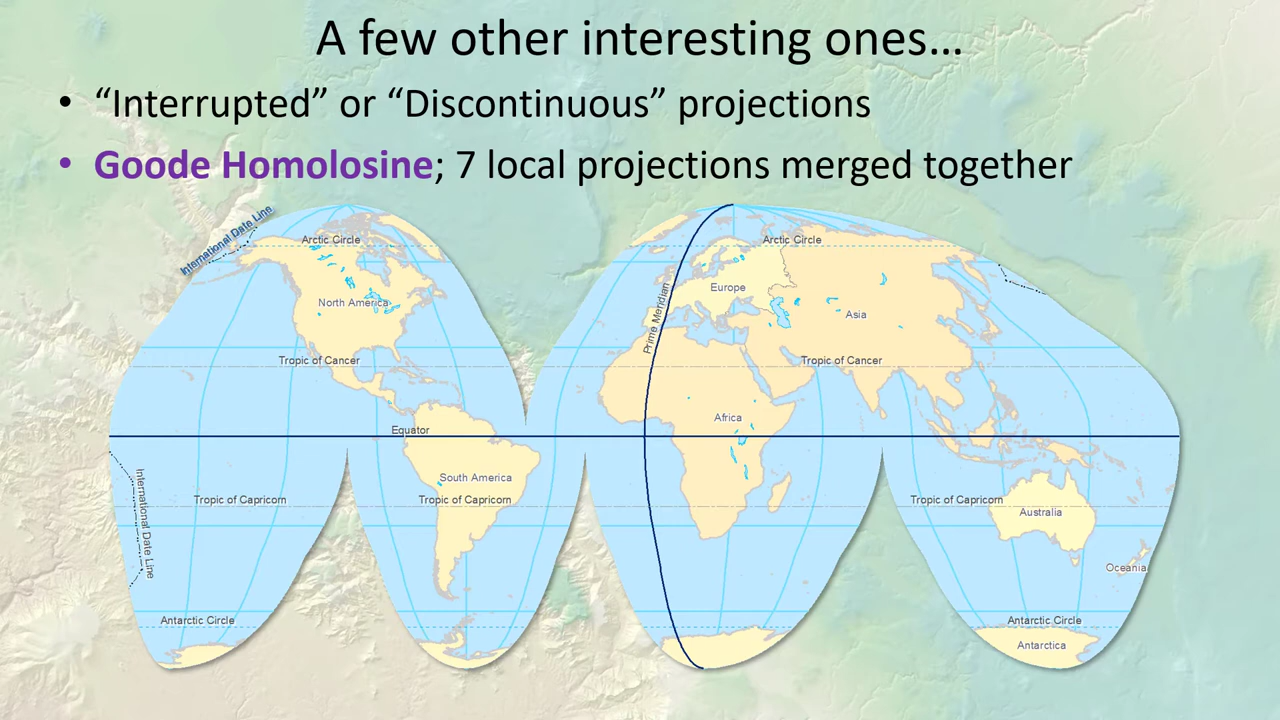 A few other interesting ones…
• “Interrupted” or “Discontinuous” projections
• Goode Homolosine; 7 local projections merged together
International Date Line
Arctic Circle
Arctic Circle
North America
Prime Meridian
Europe
Asia
Tropic of Cancer
Tropic of Cancer
Africa
Equator
South America
International Date Line
Tropic of Capricorn
Tropic of Capricorn
Tropic of Capricorn
Australia
Oceania
Antarctic Circle
Antarctic Circle
Antarctica